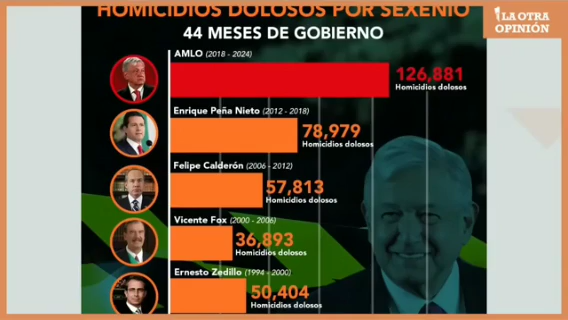 HOMICIDIOS DOLOSOS POR SEXENIO
LA OTRA
OPINIÓN
44 MESES DE GOBIERNO
AMLO (2018 - 2024)
126,881
Homicidios dolosos
Enrique Peña Nieto (2012 - 2018)
78,979
Homicidios dolosos
Felipe Calderón (2006 - 2012)
57,813
Homicidios dolosos
Vicente Fox (2000 - 2006)
36,893
Homicidios dolosos
Ernesto Zedillo (1994 - 2000)
50,404
Homicidios dolosos